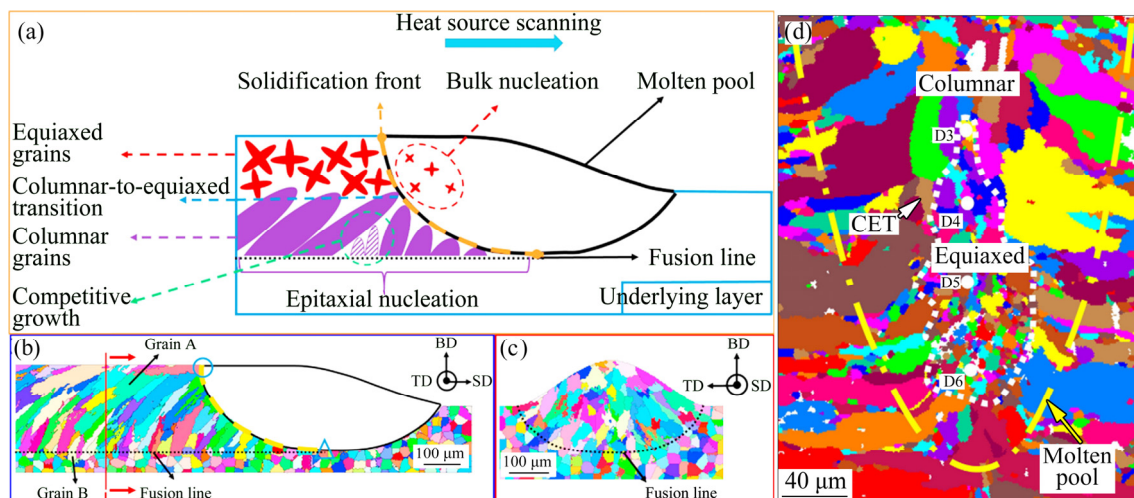 (a)
Heat source scanning
Solidification front
Bulk nucleation
Molten pool
Equiaxed
grains
Columnar-to-equiaxed
transition
Columnar
grains
Competitive
growth
Epitaxial nucleation
Fusion line
Underlying layer
(b)
Grain A
BD
TD
SD
100 μm
Grain B
Fusion line
(c)
BD
TD
SD
100 μm
Fusion line
(d)
Columnar
D3
CET
D4
Equiaxed
D5
D6
Molten
pool
40 μm